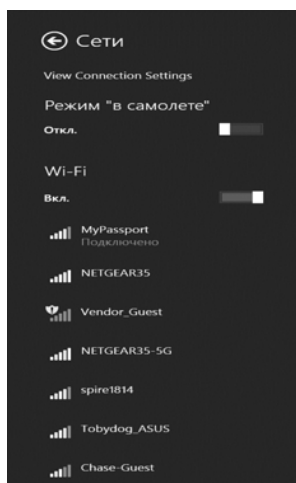 Сети
View Connection Settings
Режим "в самолете"
Откл.
Wi-Fi
Вкл.
MyPassport
Подключено
NETGEAR35
Vendor_Guest
NETGEAR35-5G
spire1814
Tobydog_ASUS
Chase-Guest